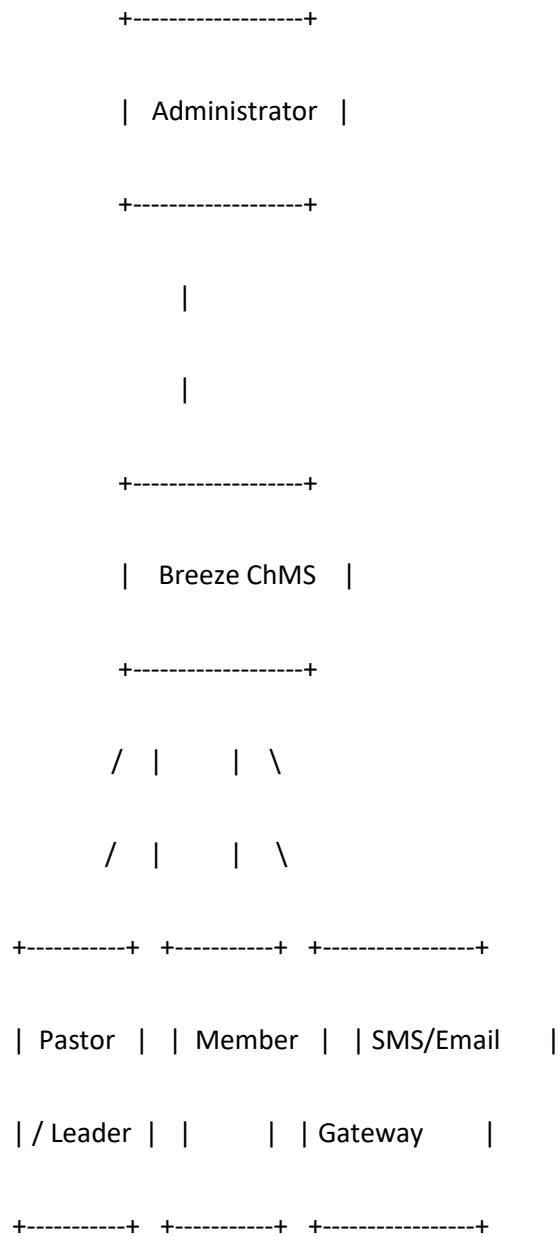 +-------------------+
| Administrator |
+-------------------+
|
|
+-------------------+
| Breeze ChMS |
+-------------------+
/ | | \
/ | | \
+-----------+ +-----------+ +-----------------+
| Pastor | | Member | | SMS/Email |
| / Leader | | | | Gateway |
+-----------+ +-----------+ +-----------------+